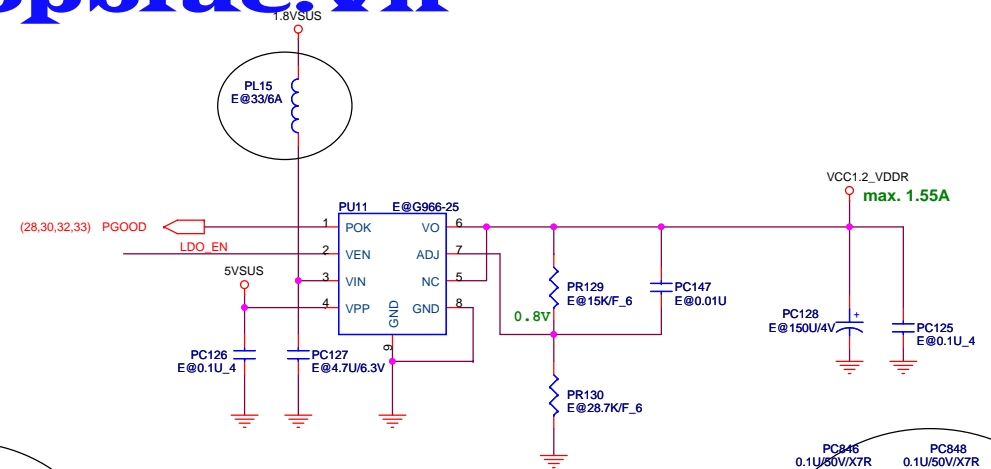 1.8VSUS
PL15
E@33/6A
VCC1.2_VDDR
max. 1.55A
PU11 E@G966-25
(28,30,32,33) PGOOD
1 POK VO 6
LDO_EN
2 VEN ADJ 7
5VSUS
3 VIN NC 5
4 VPP GND 8
GND
9
PR129
E@15K/F_6
PC147
E@0.01U
0.8V
PC128
E@150U/4V
+
PC125
E@0.1U_4
PC126
E@0.1U_4
PC127
E@4.7U/6.3V
PR130
E@28.7K/F_6
PC846
0.1U/50V/X7R
PC848
0.1U/50V/X7R